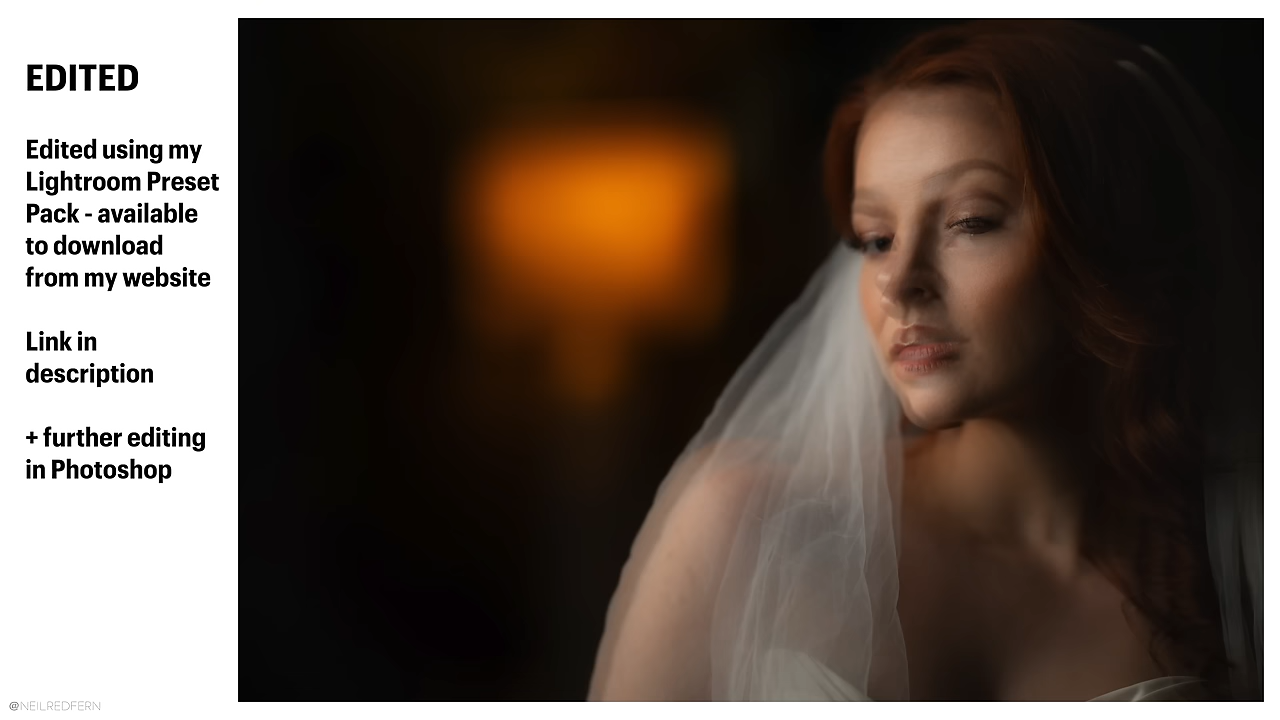 EDITED
Edited using my
Lightroom Preset
Pack - available
to download
from my website
Link in
description
+ further editing
in Photoshop
@NEILREDFERN